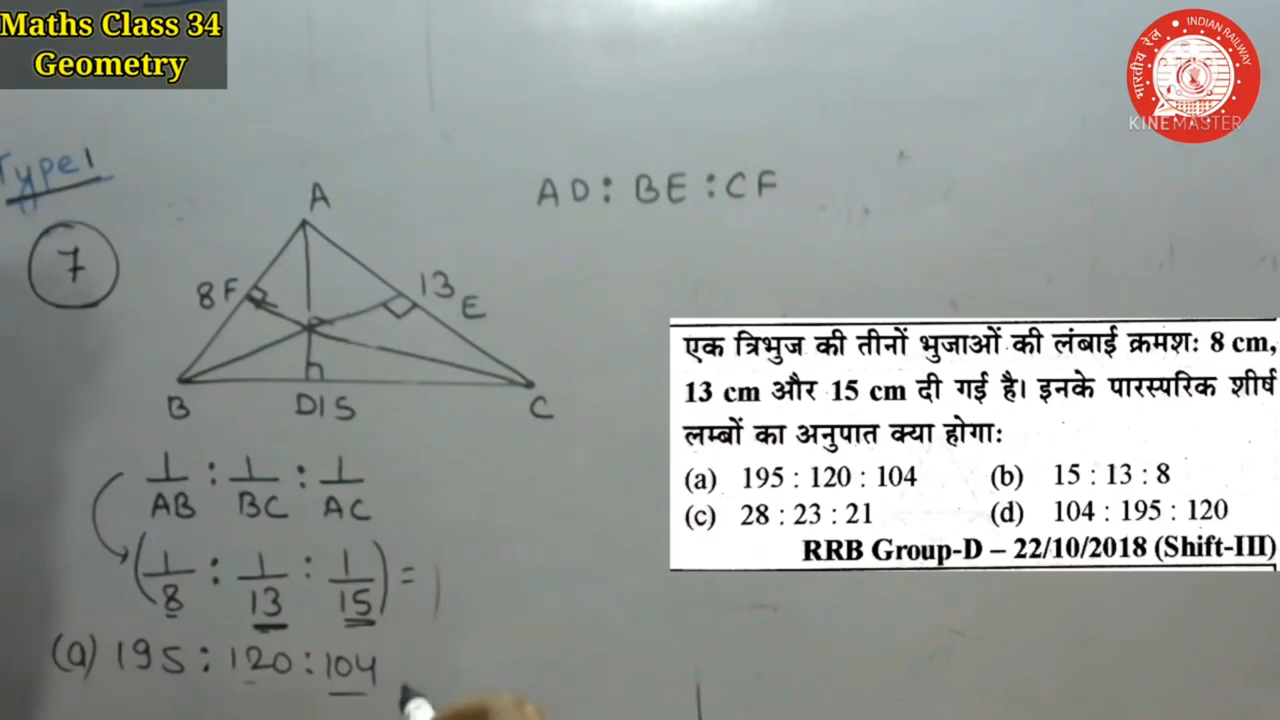 Maths Class 34
Geometry
भारतीय रेल • INDIAN RAILWAY
KINEMASTER
Type 1
7
A
AD : BE : CF
8 F
13 E
B
D15
C
1/AB : 1/BC : 1/AC
(1/8 : 1/13 : 1/15) =
(a) 195 : 120 : 104
एक त्रिभुज की तीनों भुजाओं की लंबाई क्रमशः 8 cm,
13 cm और 15 cm दी गई है। इनके पारस्परिक शीर्ष
लम्बों का अनुपात क्या होगाः
(a) 195 : 120 : 104 (b) 15 : 13 : 8
(c) 28 : 23 : 21 (d) 104 : 195 : 120
RRB Group-D – 22/10/2018 (Shift-III)